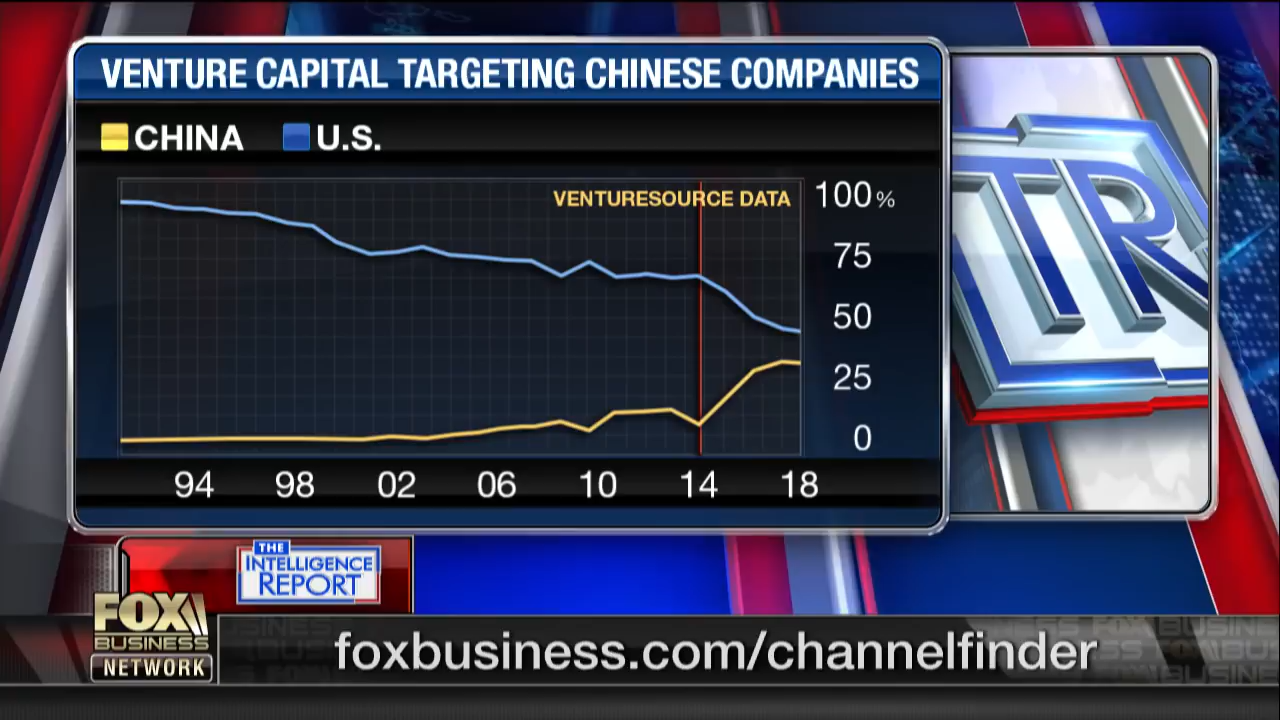 VENTURE CAPITAL TARGETING CHINESE COMPANIES
CHINA U.S.
VENTURESOURCE DATA
100%
75
50
25
0
94 98 02 06 10 14 18
TR
THE
INTELLIGENCE
REPORT
FOX
BUSINESS
NETWORK
foxbusiness.com/channelfinder